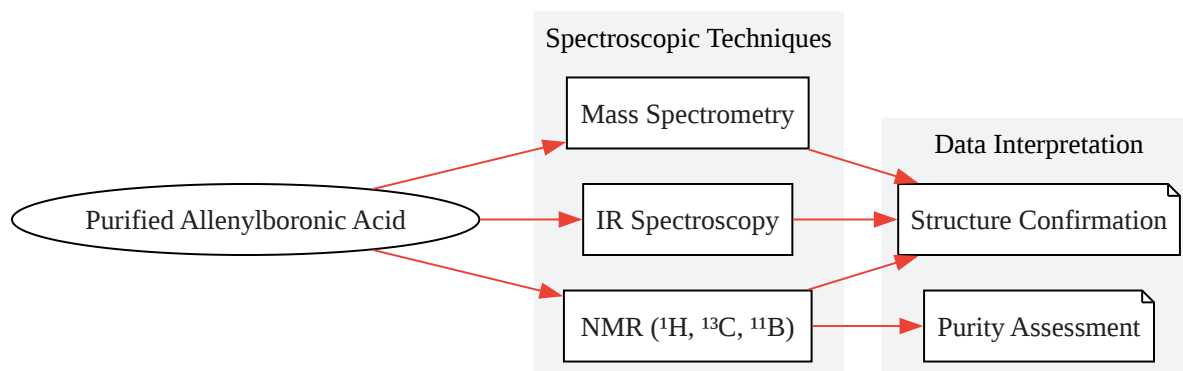 Spectroscopic Techniques
Mass Spectrometry
Data Interpretation
Purified Allenylboronic Acid
IR Spectroscopy
Structure Confirmation
NMR (¹H, ¹³C, ¹¹B)
Purity Assessment